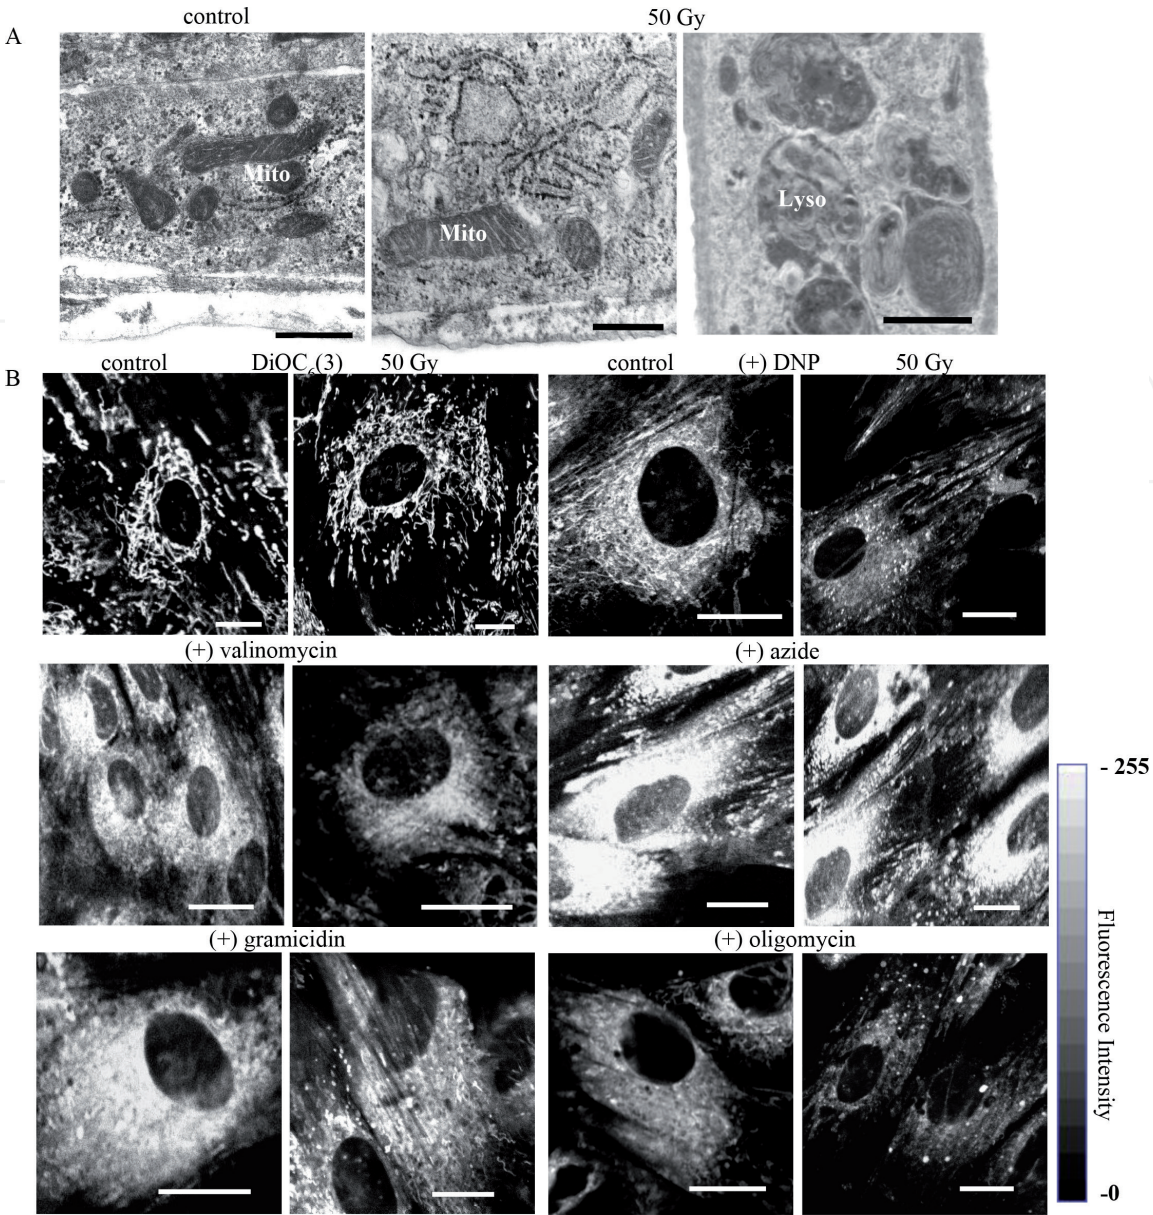 control 50 Gy
A
Mito Mito Lyso
B
control DiOC6(3) 50 Gy control (+) DNP 50 Gy
(+) valinomycin (+) azide
- 255
Fluorescence Intensity
-0
(+) gramicidin (+) oligomycin